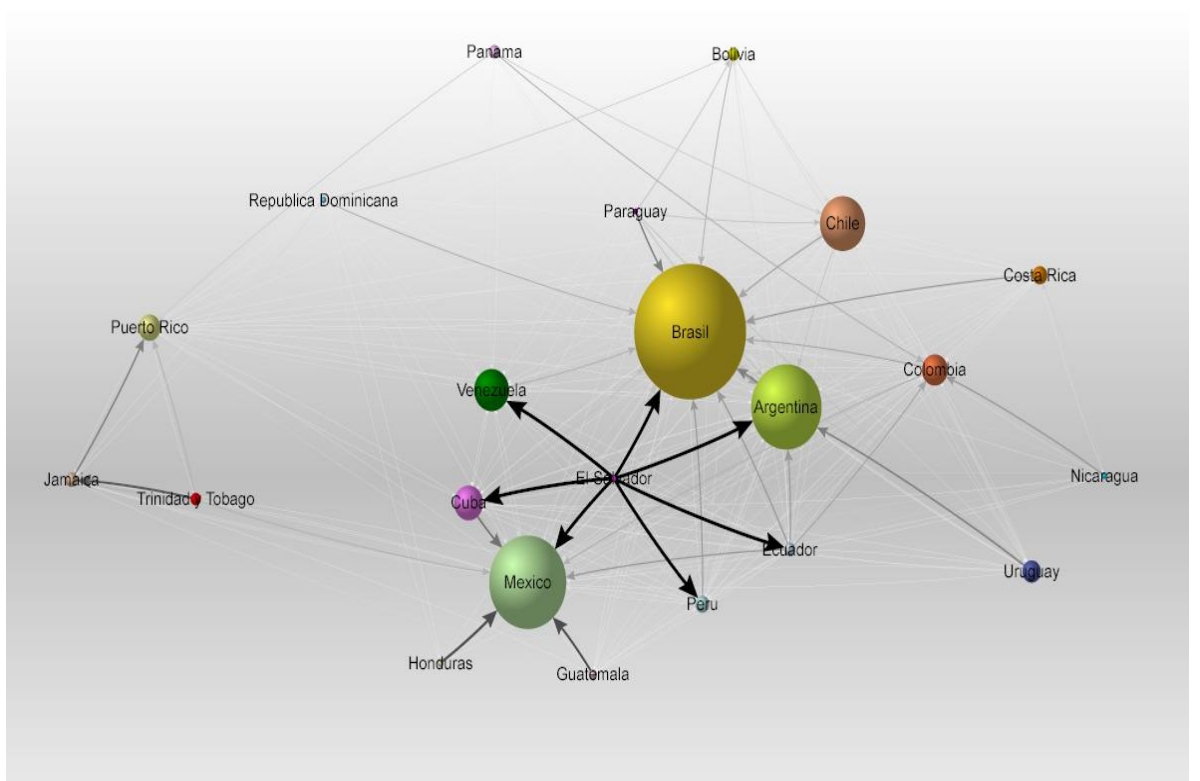 Panama
Bolivia
Republica Dominicana
Paraguay
Chile
Costa Rica
Puerto Rico
Brasil
Colombia
Venezuela
Argentina
Jamaica
El Salvador
Nicaragua
Trinidad y Tobago
Cuba
Ecuador
Uruguay
Mexico
Peru
Honduras
Guatemala